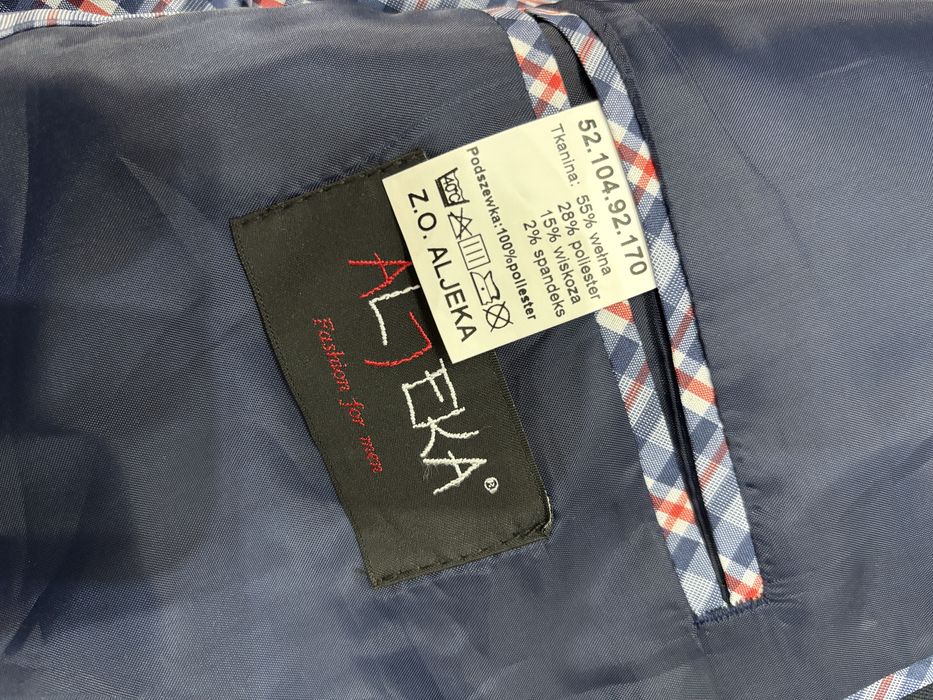 52.104.92.170
Tkanina: 55% wełna
28% poliester
15% wiskoza
2% spandeks
Podszewka:100%poliester
40°C
Z.O. ALJEKA
ALJEKA®
Fashion for men